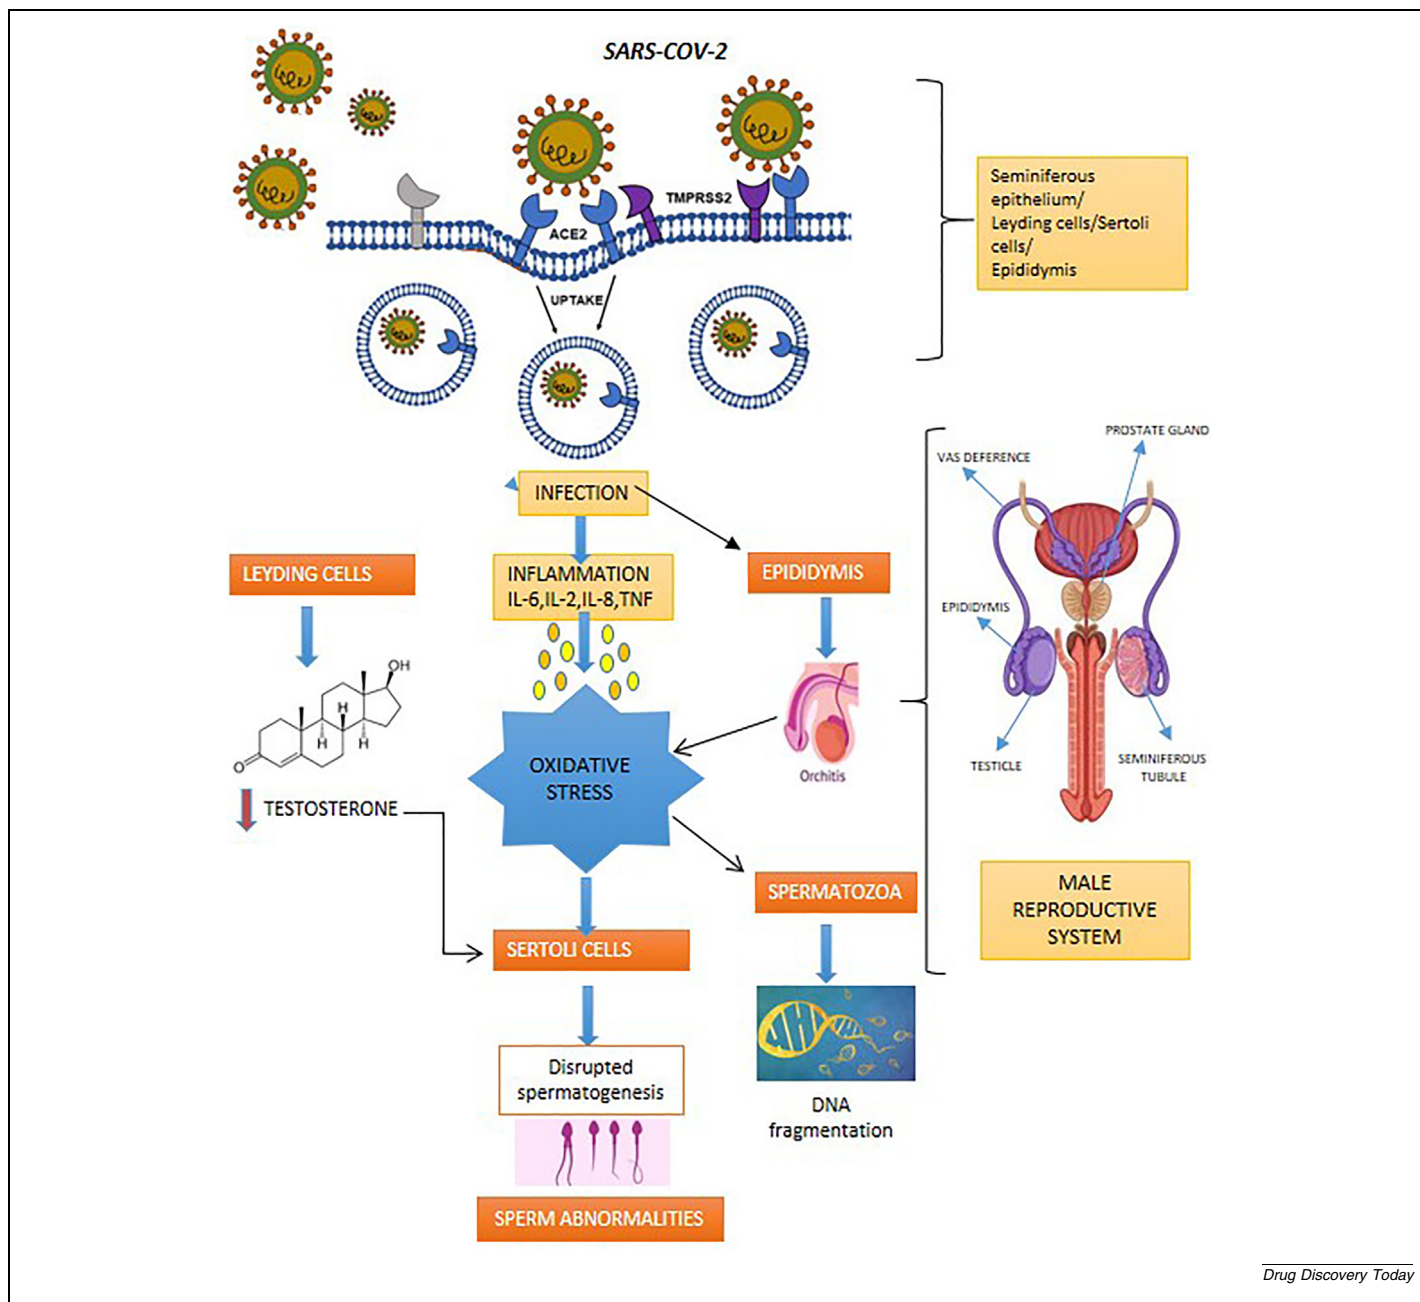 SARS-COV-2
TMPRSS2
ACE2
UPTAKE
Seminiferous
epithelium/
Leyding cells/Sertoli
cells/
Epididymis
INFECTION
LEYDING CELLS
INFLAMMATION
IL-6,IL-2,IL-8,TNF
EPIDIDYMIS
OH
H
H
H
O
TESTOSTERONE
OXIDATIVE
STRESS
Orchitis
SERTOLI CELLS
SPERMATOZOA
Disrupted
spermatogenesis
DNA
fragmentation
SPERM ABNORMALITIES
PROSTATE GLAND
VAS DEFERENCE
EPIDIDYMIS
TESTICLE
SEMINIFEROUS
TUBULE
MALE
REPRODUCTIVE
SYSTEM
Drug Discovery Today